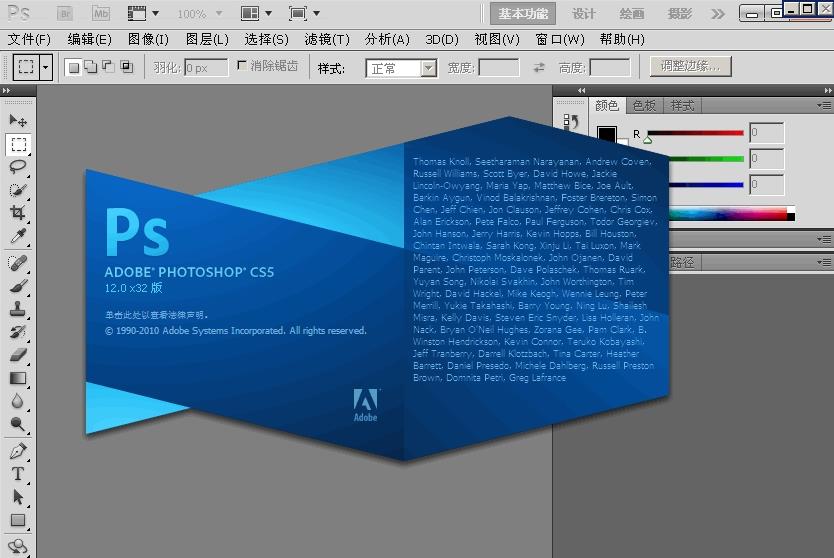 Ps Br Mb 100% 基本功能 设计 绘画 摄影
文件(F) 编辑(E) 图像(I) 图层(L) 选择(S) 滤镜(T) 分析(A) 3D(D) 视图(V) 窗口(W) 帮助(H)
羽化: 0 px 消除锯齿 样式: 正常 宽度: 高度: 调整边缘...
颜色 色板 样式
R 0
0
0
路径
Ps
ADOBE® PHOTOSHOP® CS5
12.0 x32 版
单击此处以查看法律声明。
© 1990-2010 Adobe Systems Incorporated. All rights reserved.
Adobe
Thomas Knoll, Seetharaman Narayanan, Andrew Coven,
Russell Williams, Scott Byer, David Howe, Jackie
Lincoln-Owyang, Maria Yap, Matthew Bice, Joe Ault,
Barkin Aygun, Vinod Balakrishnan, Foster Brereton, Simon
Chen, Jeff Chien, Jon Clauson, Jeffrey Cohen, Chris Cox,
Alan Erickson, Pete Falco, Paul Ferguson, Todor Georgiev,
John Hanson, Jerry Harris, Kevin Hopps, Bill Houston,
Chintan Intwala, Sarah Kong, Xinju Li, Tai Luxon, Mark
Maguire, Christoph Moskalonek, John Ojanen, David
Parent, John Peterson, Dave Polaschek, Thomas Ruark,
Yuyan Song, Nikolai Svakhin, John Worthington, Tim
Wright, David Hackel, Mike Keogh, Wennie Leung, Peter
Merrill, Yukie Takahashi, Barry Young, Ning Lu, Shailesh
Misra, Kelly Davis, Steven Eric Snyder, Lisa Holleran, John
Nack, Bryan O'Neil Hughes, Zorana Gee, Pam Clark, B.
Winston Hendrickson, Kevin Connor, Teruko Kobayashi,
Jeff Tranberry, Darrell Klotzbach, Tina Carter, Heather
Barrett, Daniel Presedo, Michele Dahlberg, Russell Preston
Brown, Domnita Petri, Greg Lafrance
T